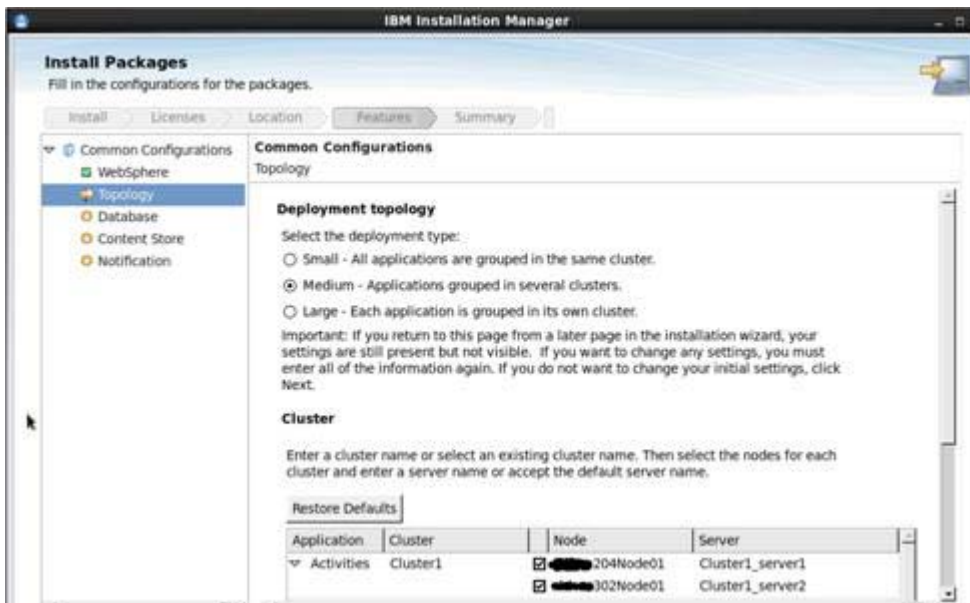 IBM Installation Manager
Install Packages
Fill in the configurations for the packages.
Install
Licenses
Location
Features
Summary
Common Configurations
WebSphere
Topology
Database
Content Store
Notification
Common Configurations
Topology
Deployment topology
Select the deployment type:
Small - All applications are grouped in the same cluster.
Medium - Applications grouped in several clusters.
Large - Each application is grouped in its own cluster.
Important: If you return to this page from a later page in the installation wizard, your
settings are still present but not visible. If you want to change any settings, you must
enter all of the information again. If you do not want to change your initial settings, click
Next.
Cluster
Enter a cluster name or select an existing cluster name. Then select the nodes for each
cluster and enter a server name or accept the default server name.
Restore Defaults
Application Cluster Node Server
Activities Cluster1 204Node01 Cluster1_server1
302Node01 Cluster1_server2